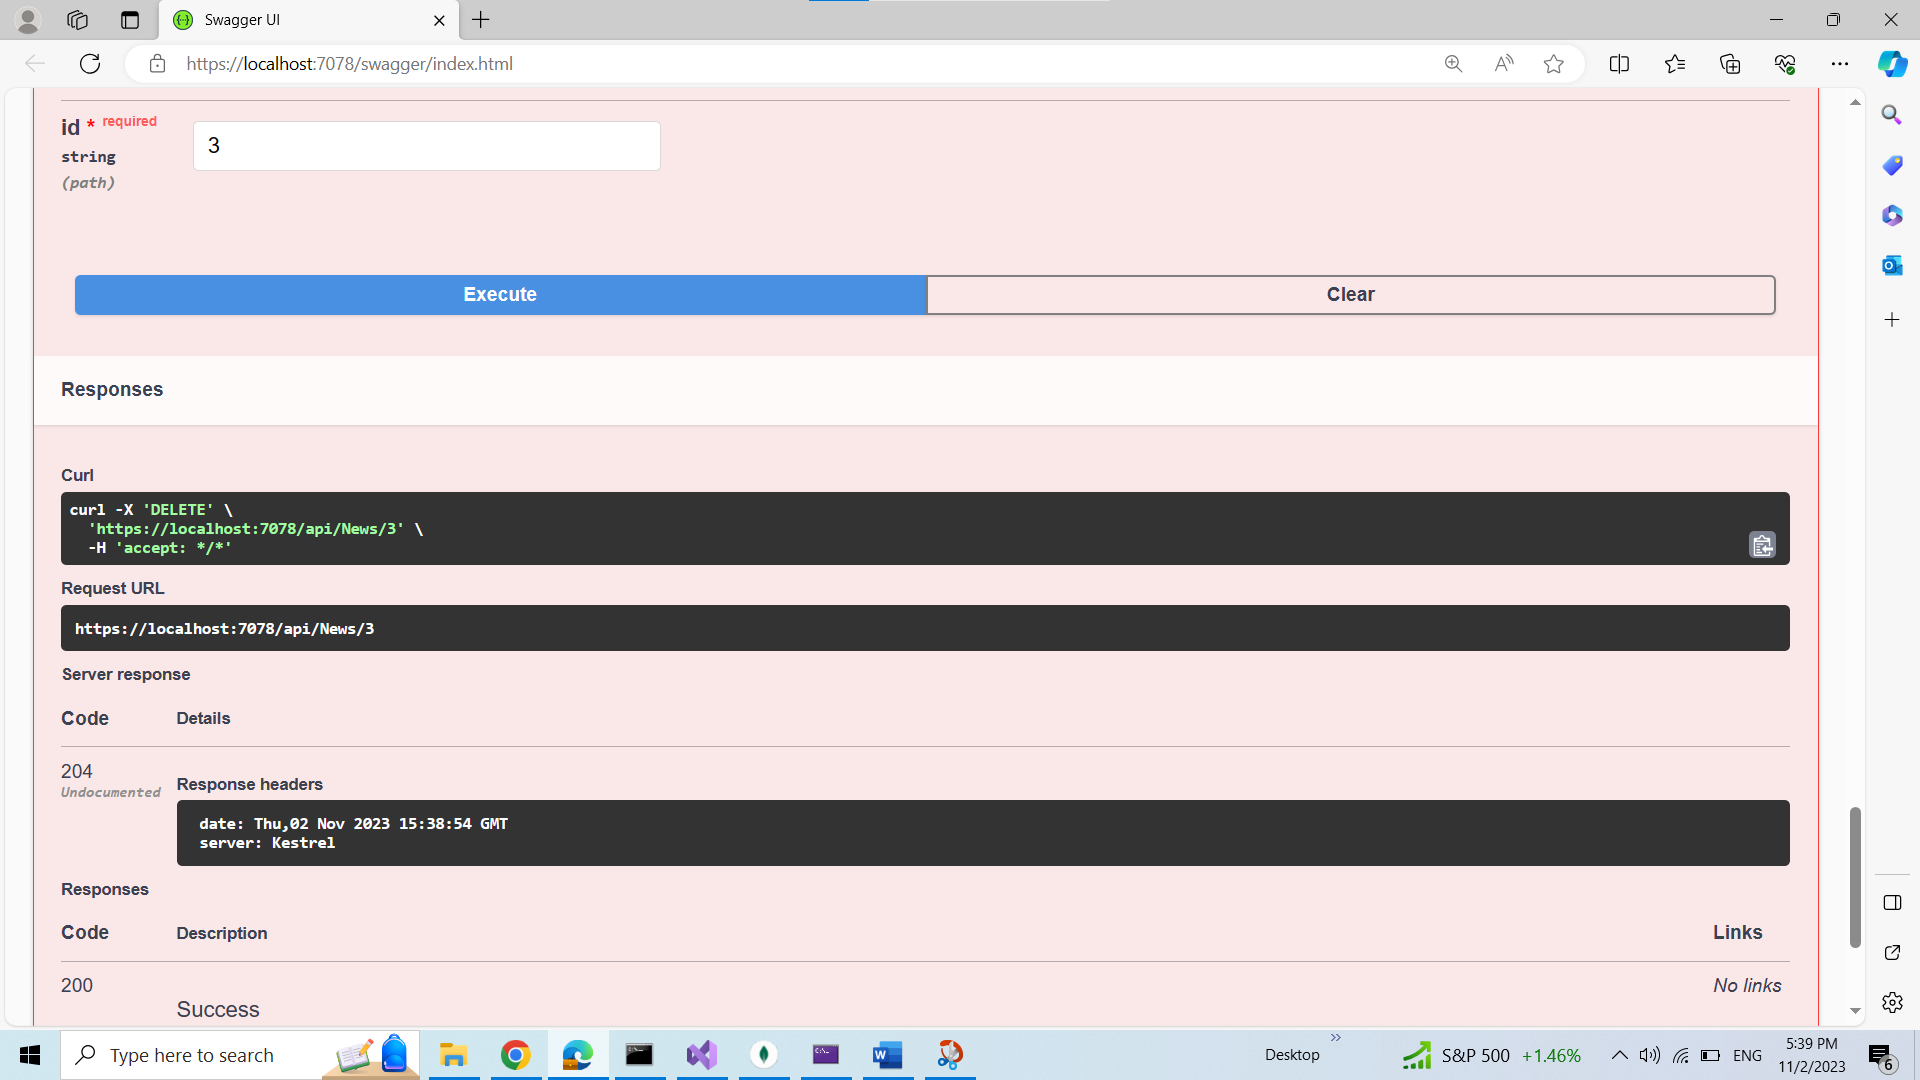 Swagger UI
https://localhost:7078/swagger/index.html
id * required
string
(path)
3
Execute
Clear
Responses
Curl
curl -X 'DELETE' \
'https://localhost:7078/api/News/3' \
-H 'accept: */*'
Request URL
https://localhost:7078/api/News/3
Server response
Code Details
204
Undocumented
Response headers
date: Thu,02 Nov 2023 15:38:54 GMT
server: Kestrel
Responses
Code Description Links
200 No links
Success
Type here to search
Desktop
S&P 500 +1.46%
ENG
5:39 PM
11/2/2023
6